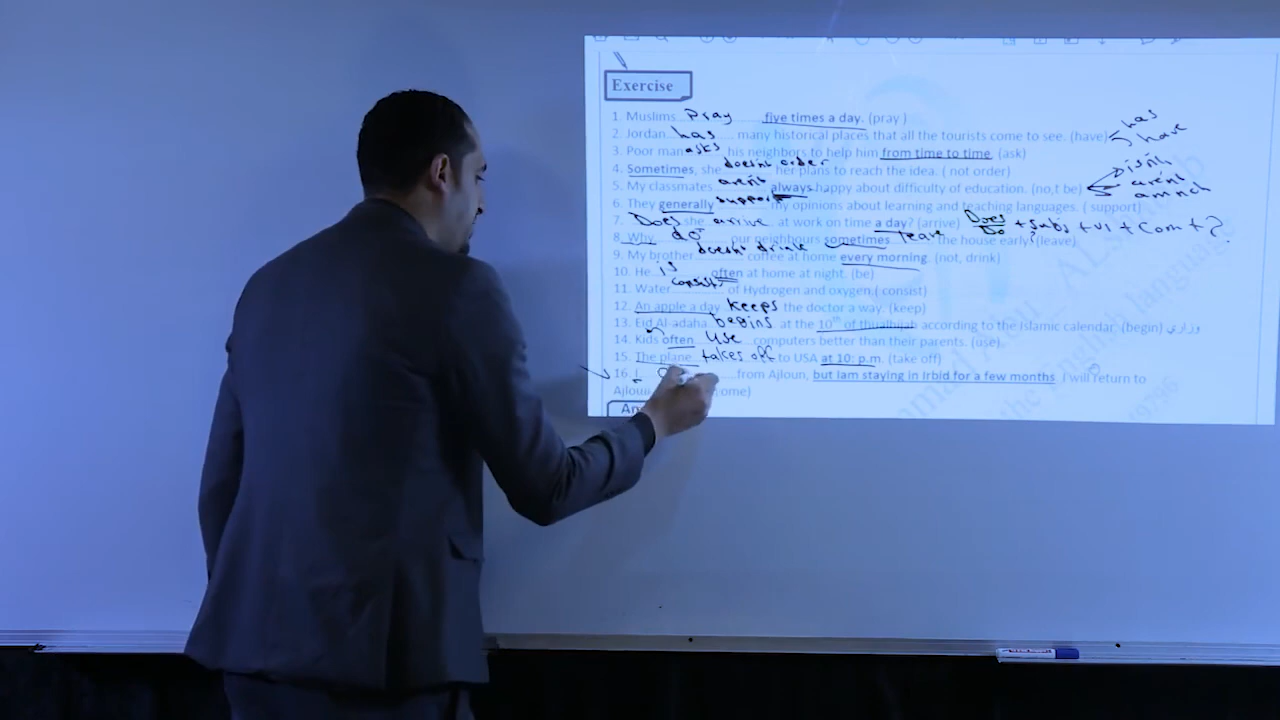 Exercise
1. Muslims pray five times a day. (pray )
2. Jordan has many historical places that all the tourists come to see. (have) has
have
3. Poor man asks his neighbors to help him from time to time. (ask)
4. Sometimes, she doesn't order her plans to reach the idea. ( not order)
5. My classmates aren't always happy about difficulty of education. (no,t be) isn't
aren't
am not
6. They generally support my opinions about learning and teaching languages. ( support)
7. Does she arrive at work on time a day? (arrive) Does
Do + Subj + V1 + Com + ?
8. Why do our neighbours sometimes leave the house early? (leave)
9. My brother doesn't drink coffee at home every morning. (not, drink)
10. He is often at home at night. (be)
11. Water consists of Hydrogen and oxygen.( consist)
12. An apple a day keeps the doctor a way. (keep)
13. Eid Al-adaha begins at the 10th of thualhijah according to the Islamic calendar. (begin) وزاري
14. Kids often use computers better than their parents. (use).
15. The plane takes off to USA at 10: p.m. (take off)
16. I from Ajloun, but Iam staying in Irbid for a few months I will return to
Ajloun ome)